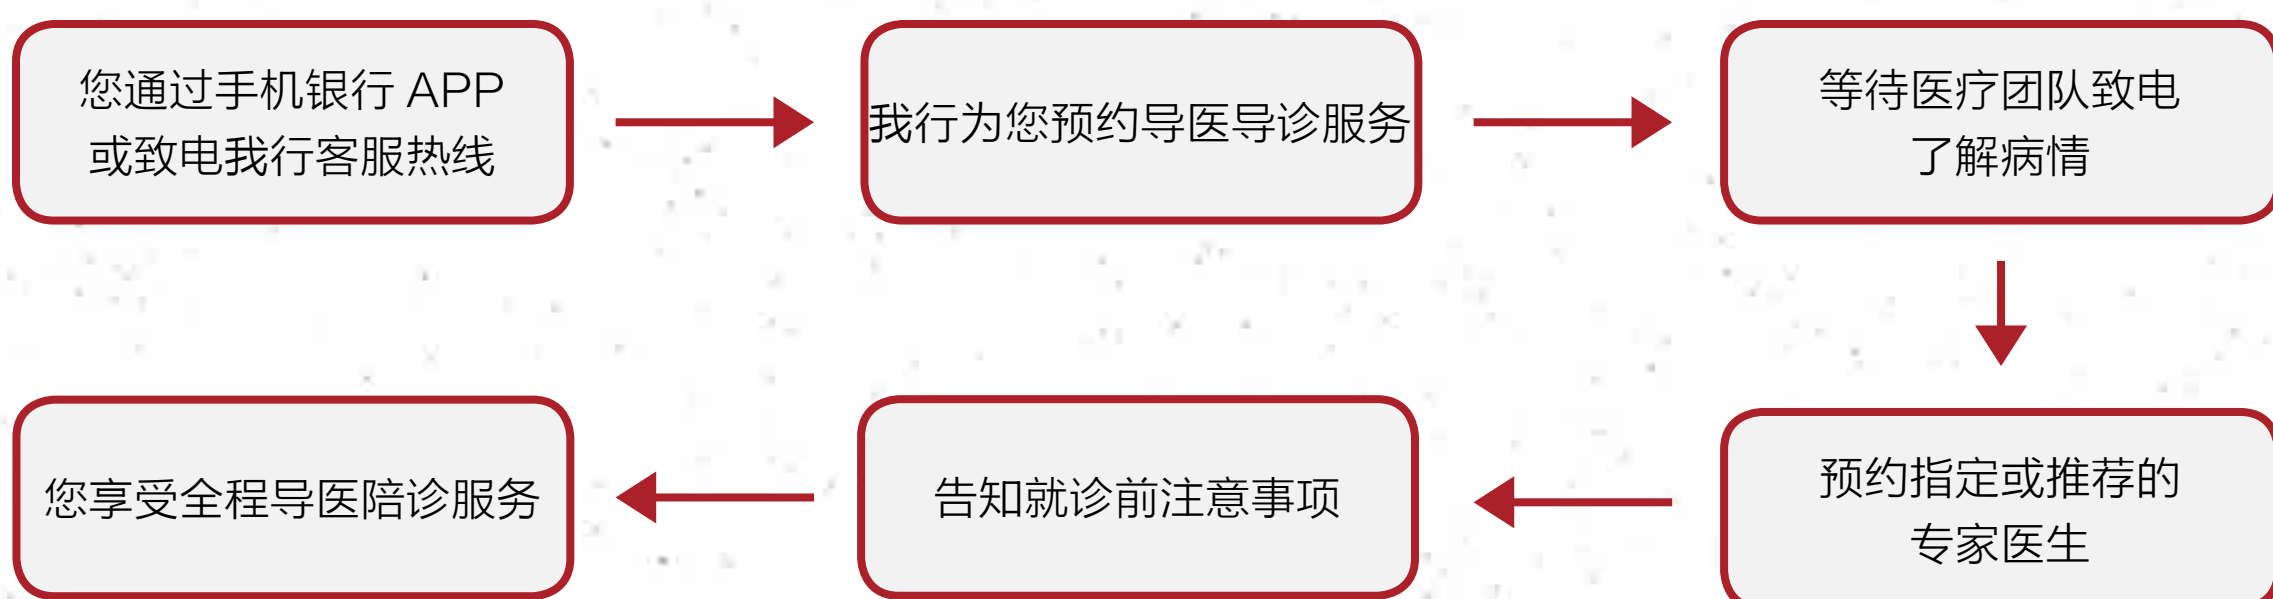 您通过手机银行 APP
或致电我行客服热线
我行为您预约导医导诊服务
等待医疗团队致电
了解病情
预约指定或推荐的
专家医生
告知就诊前注意事项
您享受全程导医陪诊服务